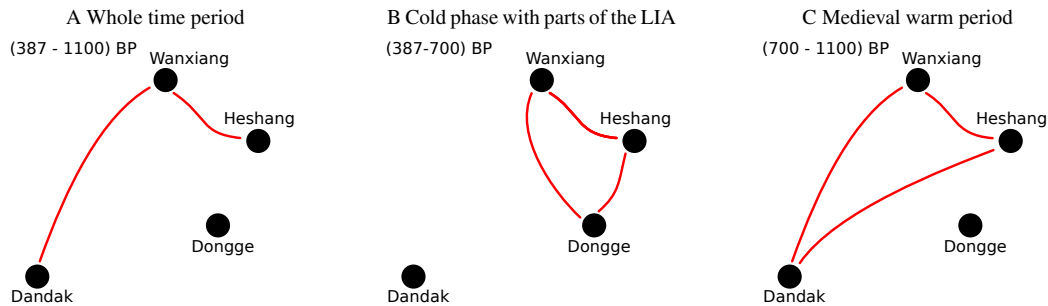 A Whole time period
(387 - 1100) BP
Wanxiang
Heshang
Dongge
Dandak
B Cold phase with parts of the LIA
(387-700) BP
Wanxiang
Heshang
Dongge
Dandak
C Medieval warm period
(700 - 1100) BP
Wanxiang
Heshang
Dongge
Dandak